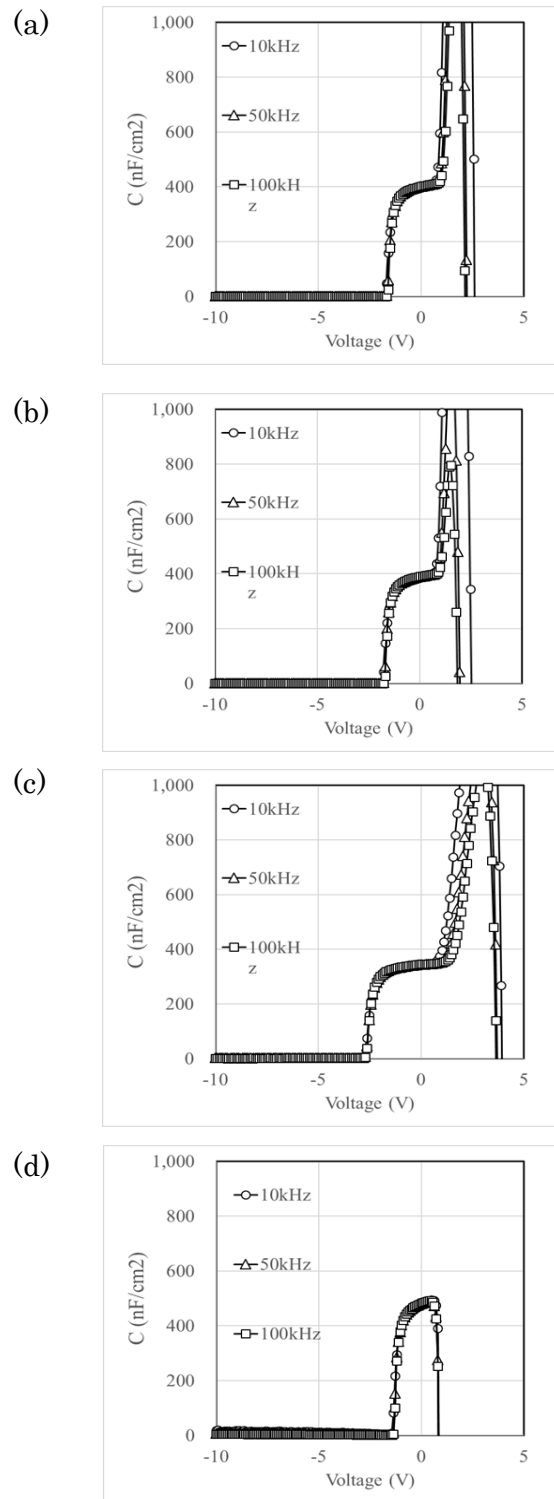 (a)
1,000
800
600
400
200
0
C (nF/cm2)
10kHz
50kHz
100kH
z
-10
-5
0
5
Voltage (V)
(b)
1,000
800
600
400
200
0
C (nF/cm2)
10kHz
50kHz
100kH
z
-10
-5
0
5
Voltage (V)
(c)
1,000
800
600
400
200
0
C (nF/cm2)
10kHz
50kHz
100kH
z
-10
-5
0
5
Voltage (V)
(d)
1,000
800
600
400
200
0
C (nF/cm2)
10kHz
50kHz
100kHz
-10
-5
0
5
Voltage (V)